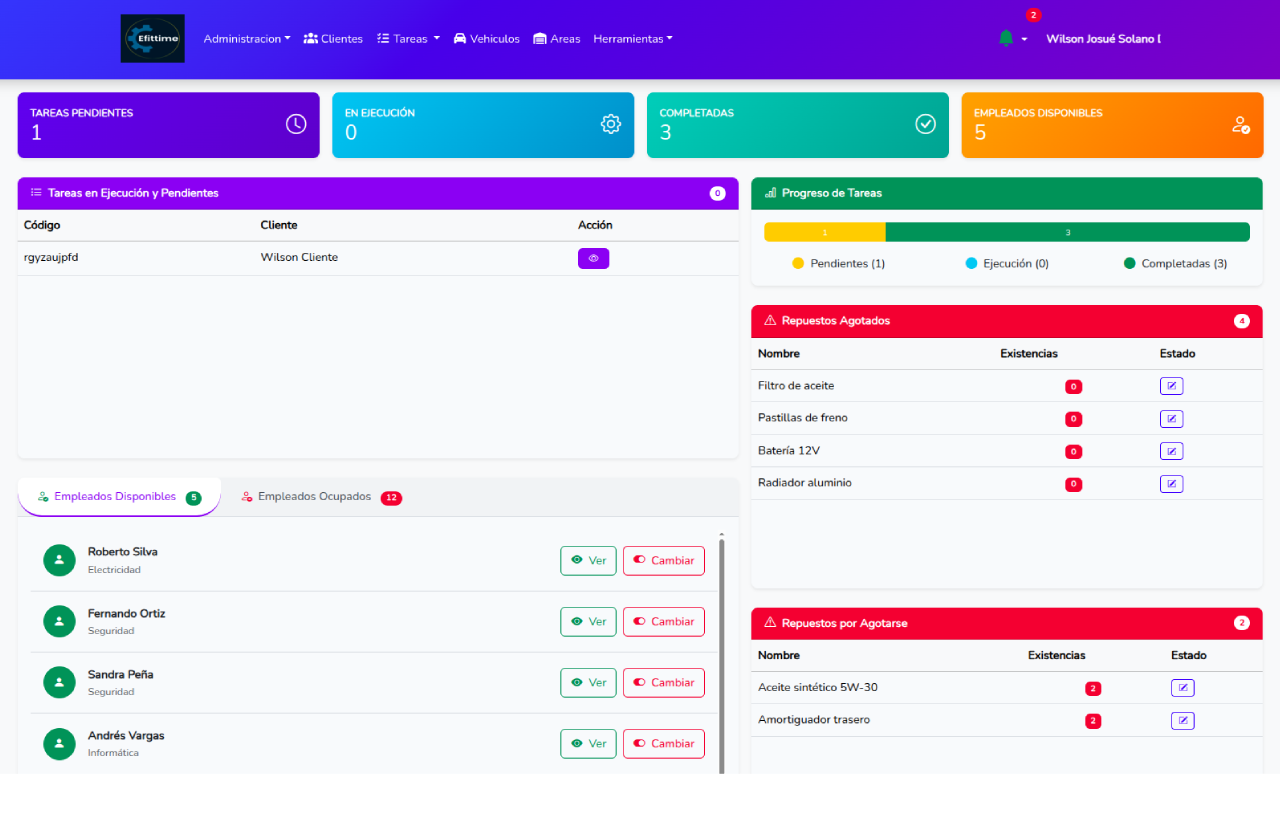 Efittime
Administracion
Clientes
Tareas
Vehiculos
Areas
Herramientas
2
Wilson Josué Solano
TAREAS PENDIENTES
1
EN EJECUCIÓN
0
COMPLETADAS
3
EMPLEADOS DISPONIBLES
5
Tareas en Ejecución y Pendientes 0
Código Cliente Acción
rgyzaujpfd Wilson Cliente
Empleados Disponibles 5
Empleados Ocupados 12
Roberto Silva
Electricidad
Ver Cambiar
Fernando Ortiz
Seguridad
Ver Cambiar
Sandra Peña
Seguridad
Ver Cambiar
Andrés Vargas
Informática
Ver Cambiar
Progreso de Tareas
1 3
Pendientes (1) Ejecución (0) Completadas (3)
Repuestos Agotados 4
Nombre Existencias Estado
Filtro de aceite 0
Pastillas de freno 0
Batería 12V 0
Radiador aluminio 0
Repuestos por Agotarse 2
Nombre Existencias Estado
Aceite sintético 5W-30 2
Amortiguador trasero 2